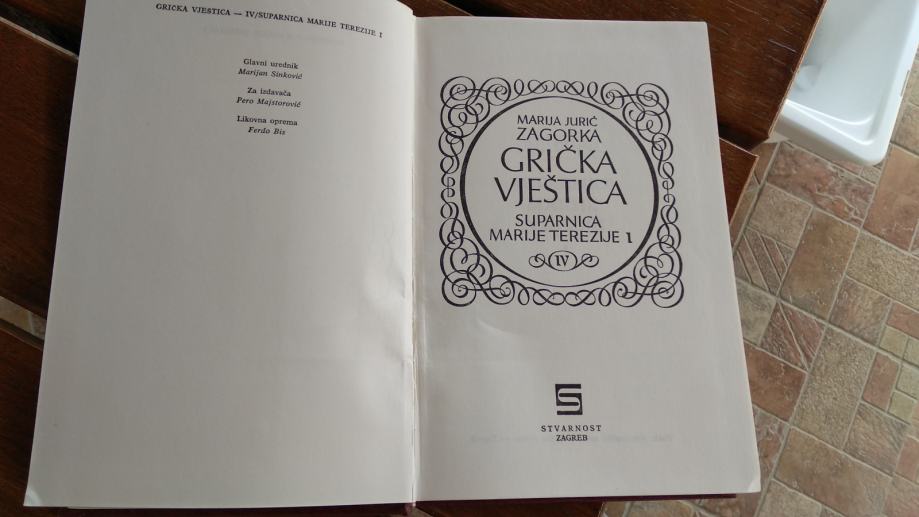 GRIČKA VJEŠTICA — IV/SUPARNICA MARIJE TEREZIJE I
Glavni urednik
Marijan Sinković
Za izdavača
Pero Majstorović
Likovna oprema
Ferdo Bis
MARIJA JURIĆ
ZAGORKA
GRIČKA
VJEŠTICA
SUPARNICA
MARIJE TEREZIJE 1
IV
STVARNOST
ZAGREB